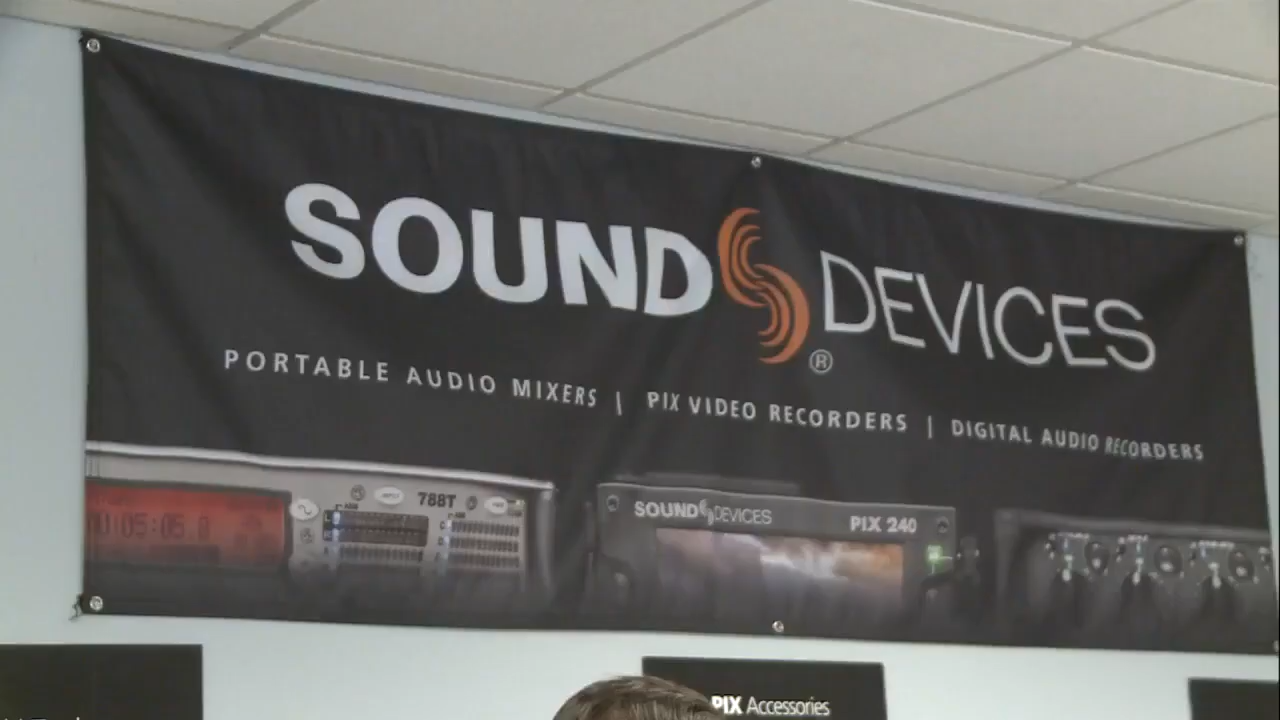 SOUND DEVICES®
PORTABLE AUDIO MIXERS | PIX VIDEO RECORDERS | DIGITAL AUDIO RECORDERS
788T
SOUND DEVICES
PIX 240
PIX Accessories